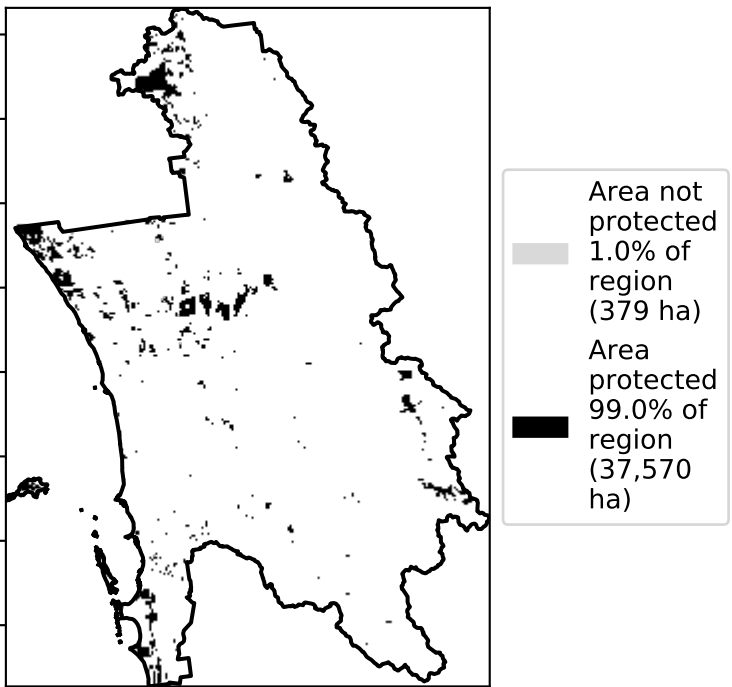 Area not
protected
1.0% of
region
(379 ha)
Area
protected
99.0% of
region
(37,570
ha)